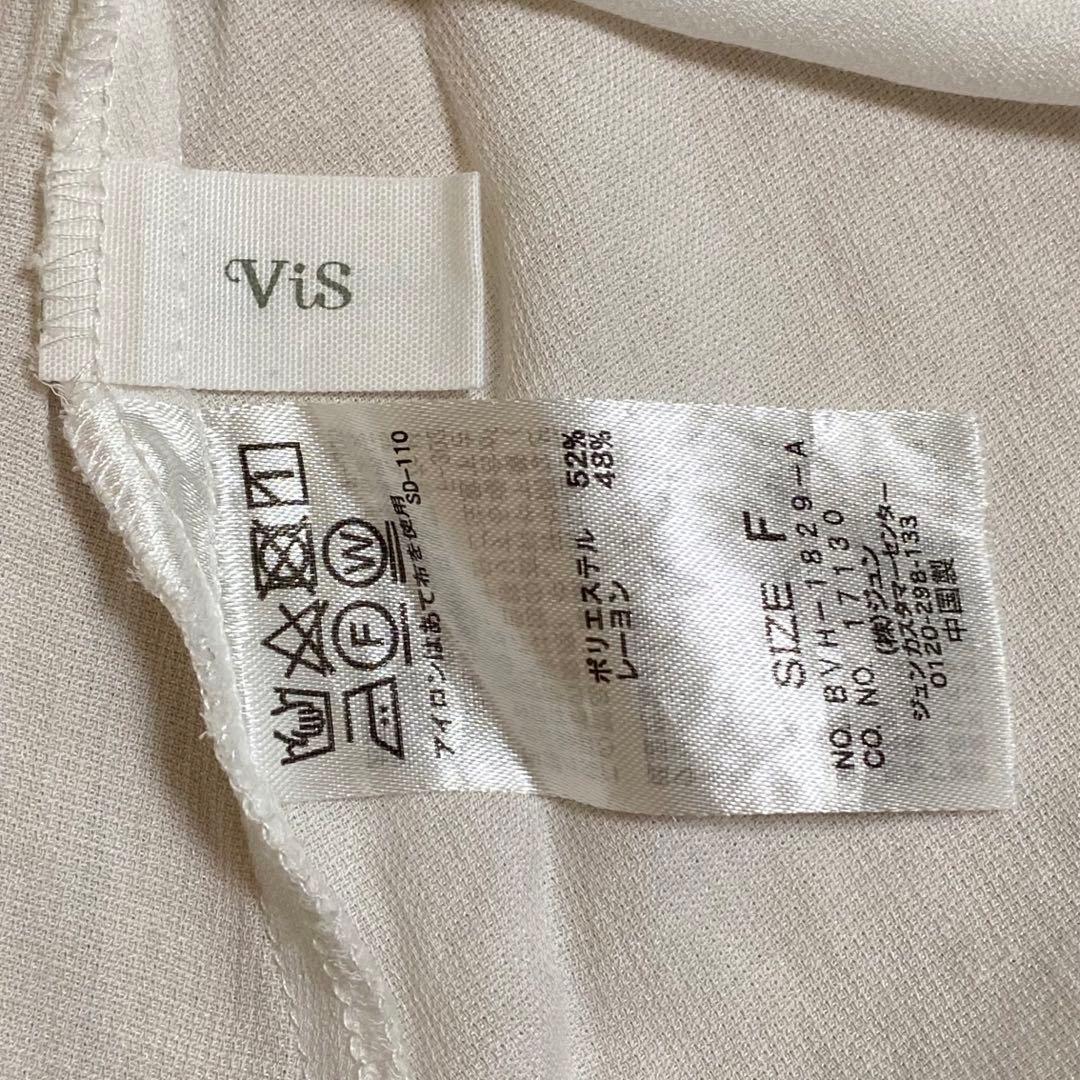 ViS
F
W
アイロンはあて布を使用
SD-110
ポリエステル 52%
レーヨン 48%
SIZE F
NO. BVH-1829-A
CO. NO. 17130
(株)ジュン
ジュンカスタマーセンター
0120-298-133
中国製